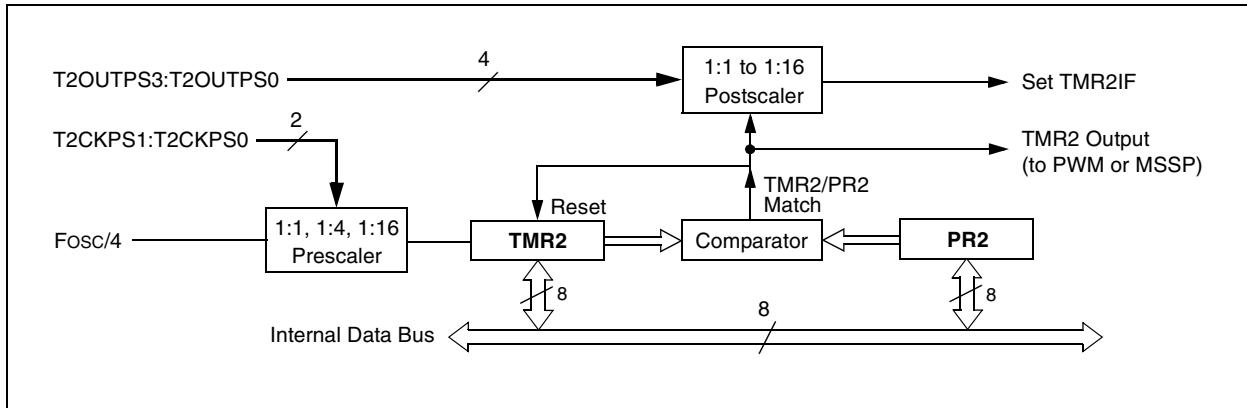 T2OUTPS3:T2OUTPS0
4
1:1 to 1:16
Postscaler
Set TMR2IF
T2CKPS1:T2CKPS0
2
TMR2 Output
(to PWM or MSSP)
TMR2/PR2
Match
Reset
FOSC/4
1:1, 1:4, 1:16
Prescaler
TMR2
Comparator
PR2
8
8
8
Internal Data Bus